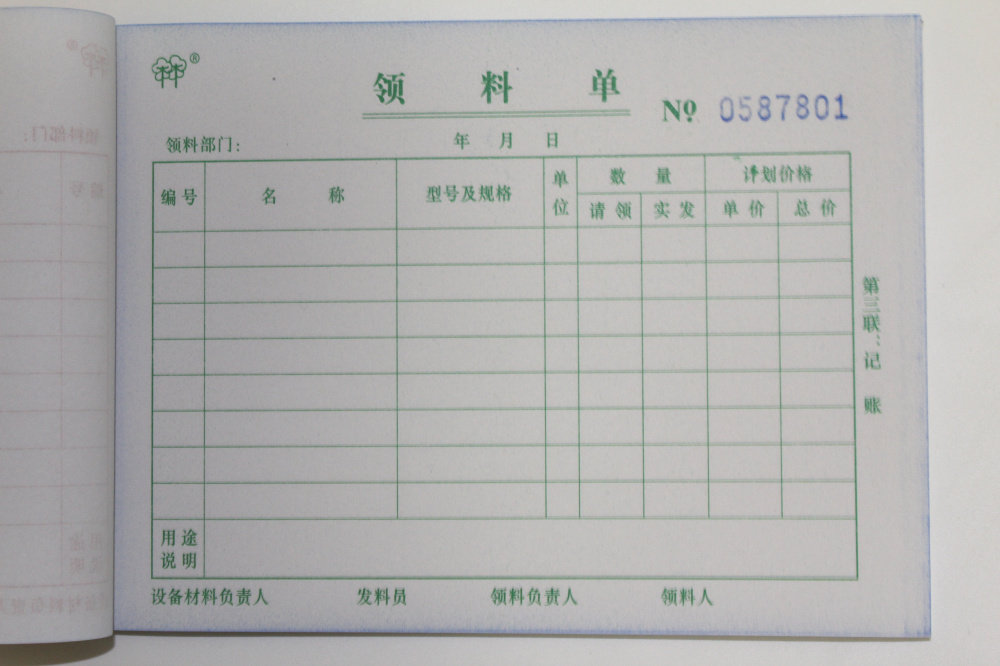 ®
领 料 单
№ 0587801
领料部门: 年 月 日
编号 名 称 型号及规格 单位 数 量 计划价格
请领 实发 单价 总价
用途说明
设备材料负责人 发料员 领料负责人 领料人
第三联:记 账